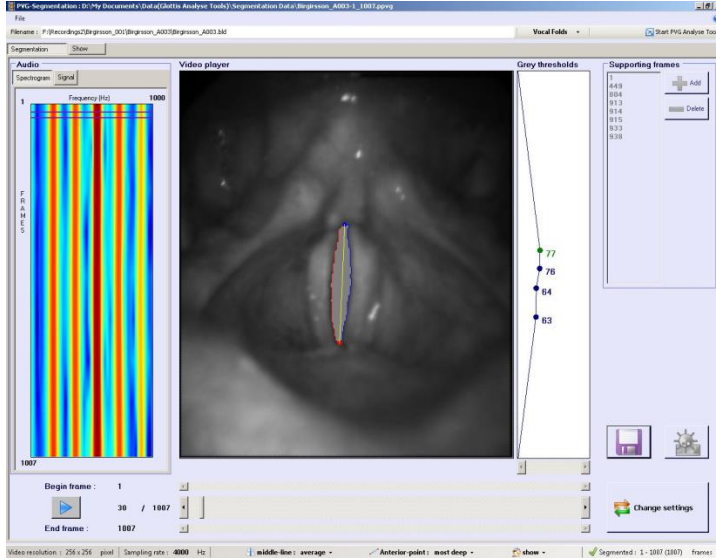 PVG-Segmentation : D:\My Documents\Data(Glottis Analyse Tools)\Segmentation Data\Birgirsson_A003-1_1007.ppvg
File
Filename : F:\Recordings2\Birgirsson_001\Birgirsson_A003\Birgirsson_A003.bld
Vocal Folds
Start PVG Analyse Tool
Segmentation Show
Audio
Video player
Grey thresholds
Supporting frames
Spectrogram Signal
1 Frequency (Hz) 1000
FRAMES
1007
77
76
64
63
1
449
804
913
914
915
933
938
Add
Delete
Begin frame : 1
30 / 1007
End frame : 1007
Change settings
Video resolution : 256 x 256 pixel Sampling rate : 4000 Hz middle-line : average Anterior-point : most deep show Segmented : 1 - 1007 (1007) frames